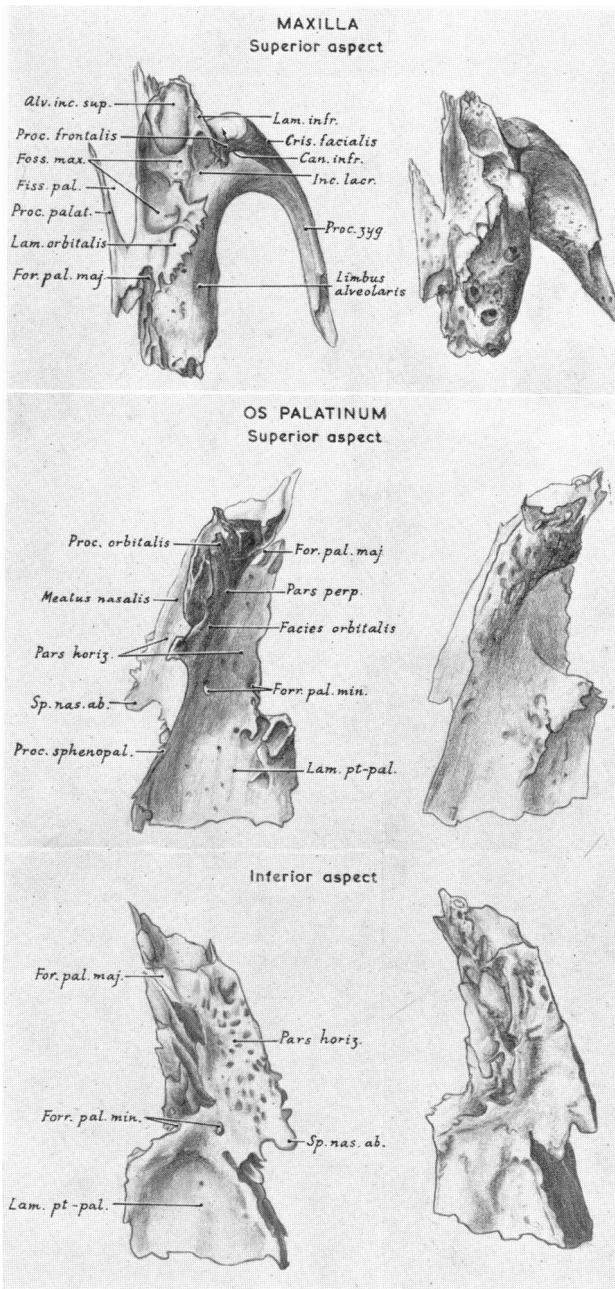 MAXILLA
Superior aspect
Alv. inc. sup.
Proc. frontalis
Foss. max.
Fiss. pal.
Proc. palat.
Lam. orbitalis
For. pal. maj
Lam. infr.
Cris. facialis
Can. infr.
Inc. lacr.
Proc. zyg
Limbus
alveolaris
OS PALATINUM
Superior aspect
Proc. orbitalis
Meatus nasalis
Pars horiz.
Sp. nas. ab.
Proc. sphenopal.
For. pal. maj
Pars perp.
Facies orbitalis
Forr. pal. min.
Lam. pt-pal.
Inferior aspect
For. pal. maj.
Pars horiz.
Forr. pal. min.
Sp. nas. ab.
Lam. pt-pal.